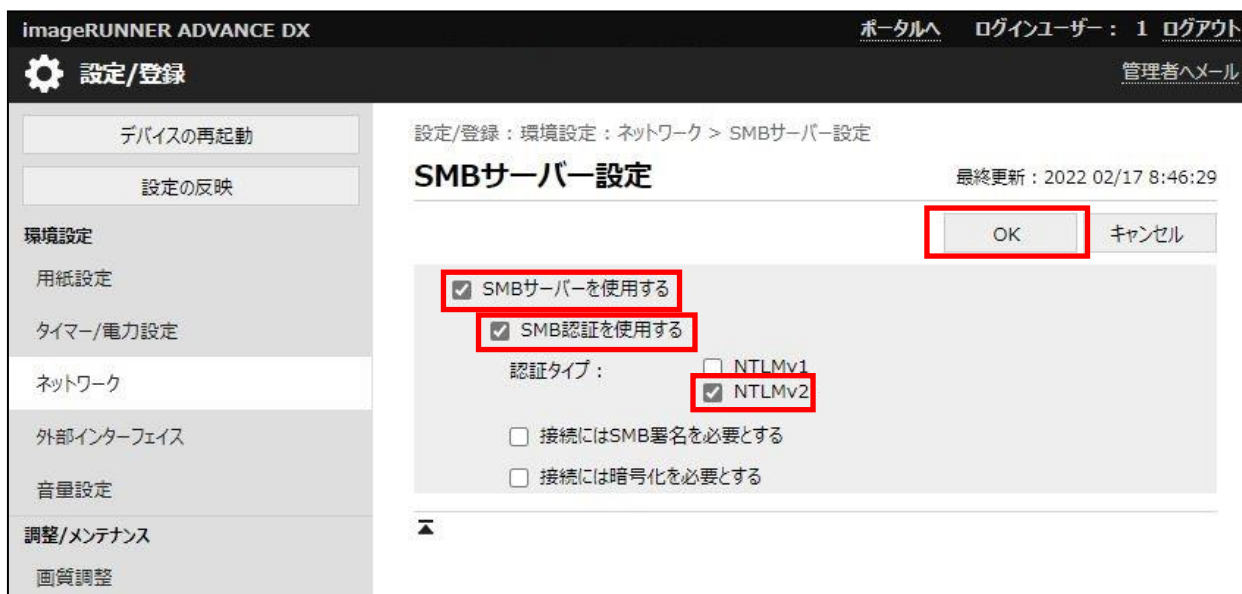 imageRUNNER ADVANCE DX ポータルへ ログインユーザー： 1 ログアウト
設定/登録 管理者へメール
デバイスの再起動
設定の反映
環境設定
用紙設定
タイマー/電力設定
ネットワーク
外部インターフェイス
音量設定
調整/メンテナンス
画質調整
設定/登録：環境設定：ネットワーク > SMBサーバー設定
SMBサーバー設定 最終更新：2022 02/17 8:46:29
OK キャンセル
SMBサーバーを使用する
SMB認証を使用する
認証タイプ： NTLMv1
NTLMv2
接続にはSMB署名を必要とする
接続には暗号化を必要とする